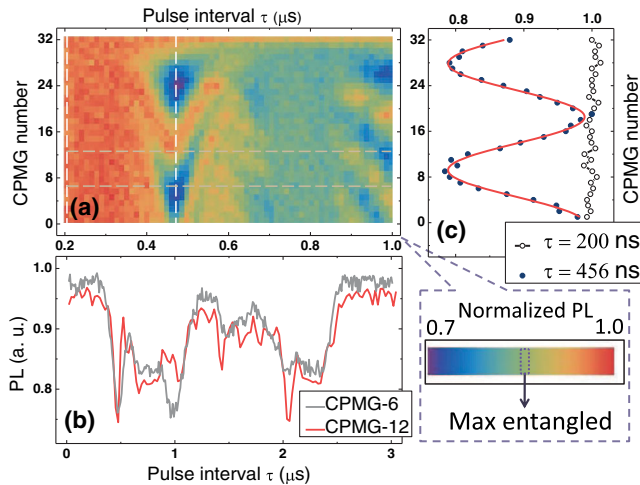 Pulse interval τ (μs)
0.8 0.9 1.0
32
24
16
8
0
CPMG number
(a)
0.2 0.4 0.6 0.8 1.0
32
24
16
8
0
CPMG number
(c)
τ = 200 ns
τ = 456 ns
1.0
0.9
0.8
PL (a. u.)
(b)
CPMG-6
CPMG-12
0 1 2 3
Pulse interval τ (μs)
Normalized PL
0.7 1.0
Max entangled